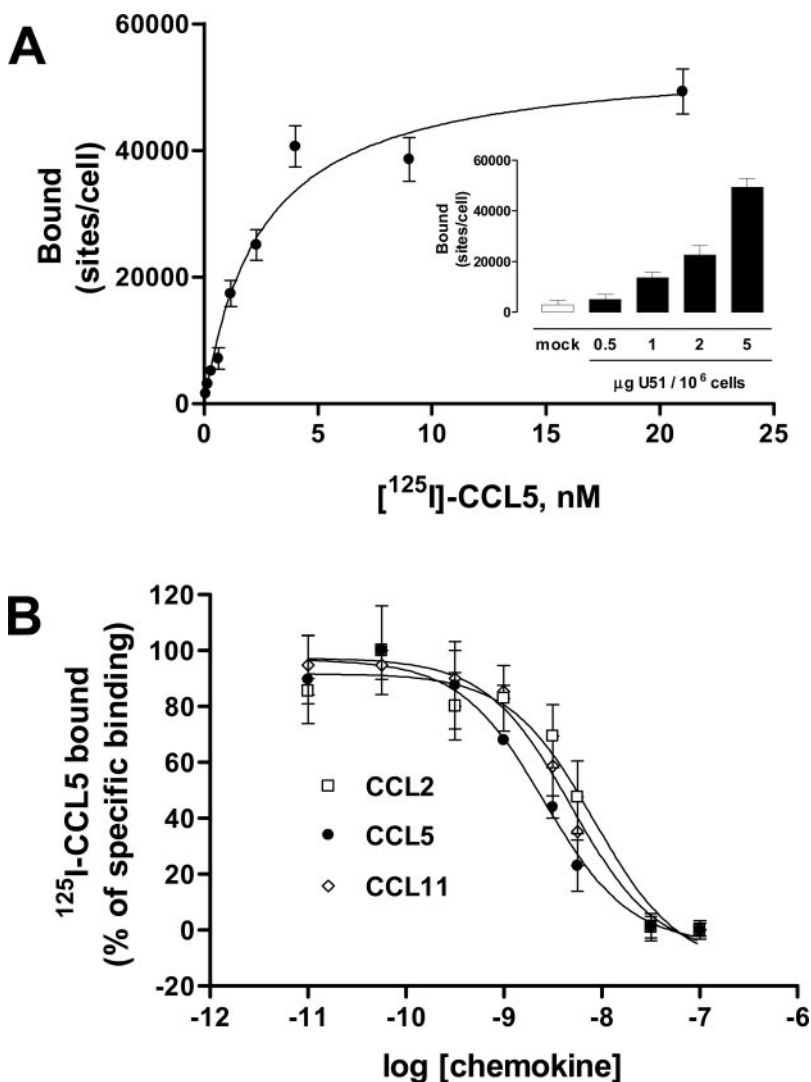 A
60000
40000
20000
0
Bound
(sites/cell)
0 5 10 15 20 25
[¹²⁵I]-CCL5, nM
60000
40000
20000
0
Bound
(sites/cell)
mock 0.5 1 2 5
μg U51 / 10⁶ cells
B
120
100
80
60
40
20
0
-20
¹²⁵I-CCL5 bound
(% of specific binding)
CCL2
CCL5
CCL11
-12 -11 -10 -9 -8 -7 -6
log [chemokine]